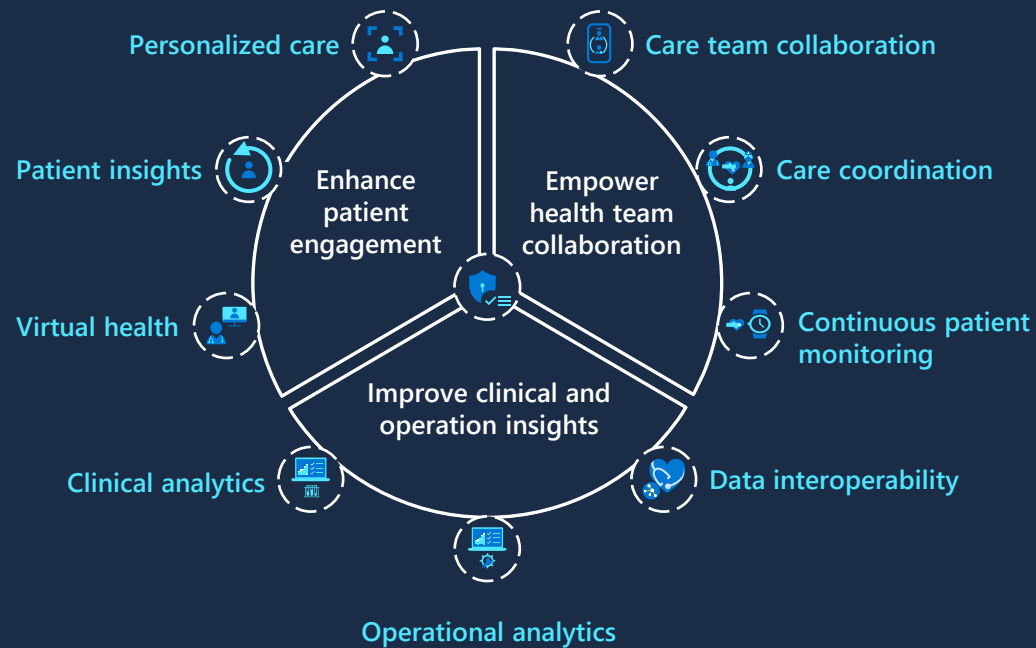 Personalized care
Care team collaboration
Patient insights
Enhance
patient
engagement
Empower
health team
collaboration
Care coordination
Virtual health
Continuous patient
monitoring
Improve clinical and
operation insights
Clinical analytics
Data interoperability
Operational analytics